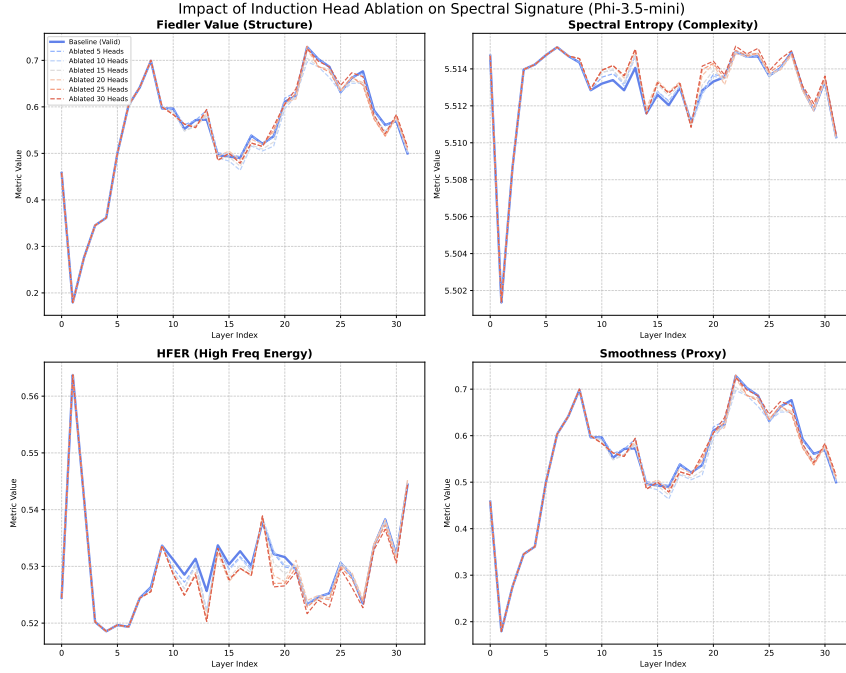 Impact of Induction Head Ablation on Spectral Signature (Phi-3.5-mini)
Fiedler Value (Structure)
Metric Value
0.7
0.6
0.5
0.4
0.3
0.2
Baseline (Valid)
Ablated 5 Heads
Ablated 10 Heads
Ablated 15 Heads
Ablated 20 Heads
Ablated 25 Heads
Ablated 30 Heads
0 5 10 15 20 25 30
Layer Index
Spectral Entropy (Complexity)
Metric Value
5.514
5.512
5.510
5.508
5.506
5.504
5.502
0 5 10 15 20 25 30
Layer Index
HFER (High Freq Energy)
Metric Value
0.56
0.55
0.54
0.53
0.52
0 5 10 15 20 25 30
Layer Index
Smoothness (Proxy)
Metric Value
0.7
0.6
0.5
0.4
0.3
0.2
0 5 10 15 20 25 30
Layer Index